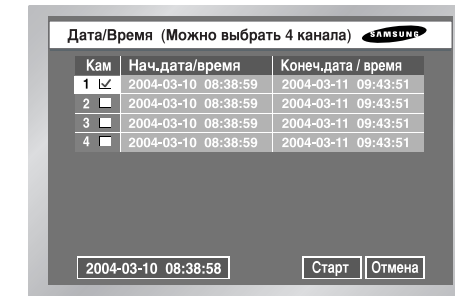 Дата/Время (Можно выбрать 4 канала) SAMSUNG
Кам Нач.дата/время Конеч.дата / время
1 2004-03-10 08:38:59 2004-03-11 09:43:51
2 2004-03-10 08:38:59 2004-03-11 09:43:51
3 2004-03-10 08:38:59 2004-03-11 09:43:51
4 2004-03-10 08:38:59 2004-03-11 09:43:51
2004-03-10 08:38:58 Старт Отмена